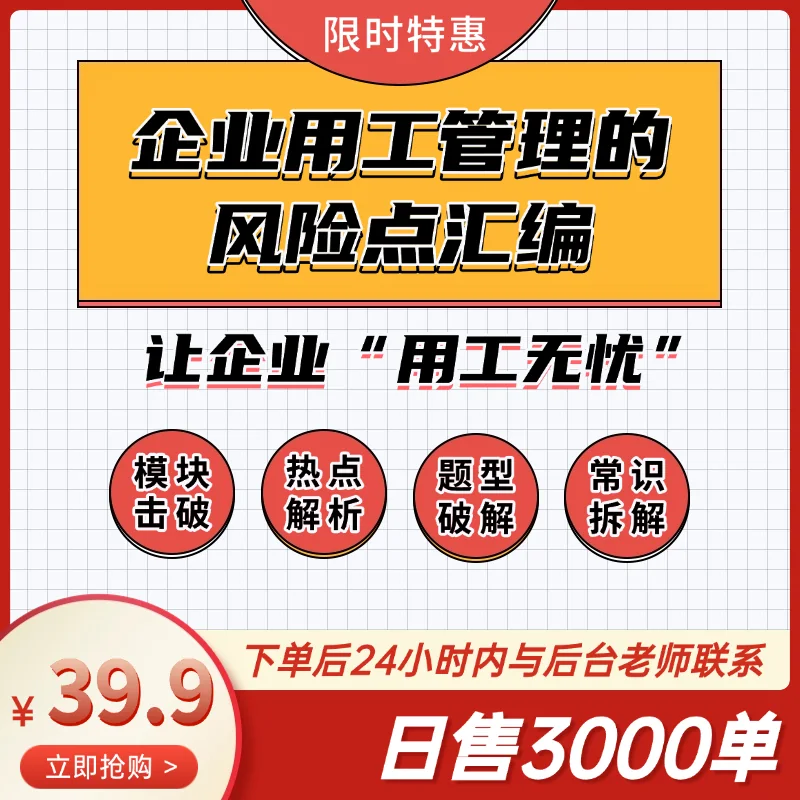 限时特惠
企业用工管理的
风险点汇编
让企业“用工无忧”
模块
击破
热点
解析
题型
破解
常识
拆解
下单后24小时内与后台老师联系
¥39.9
立即抢购 >
日售3000单